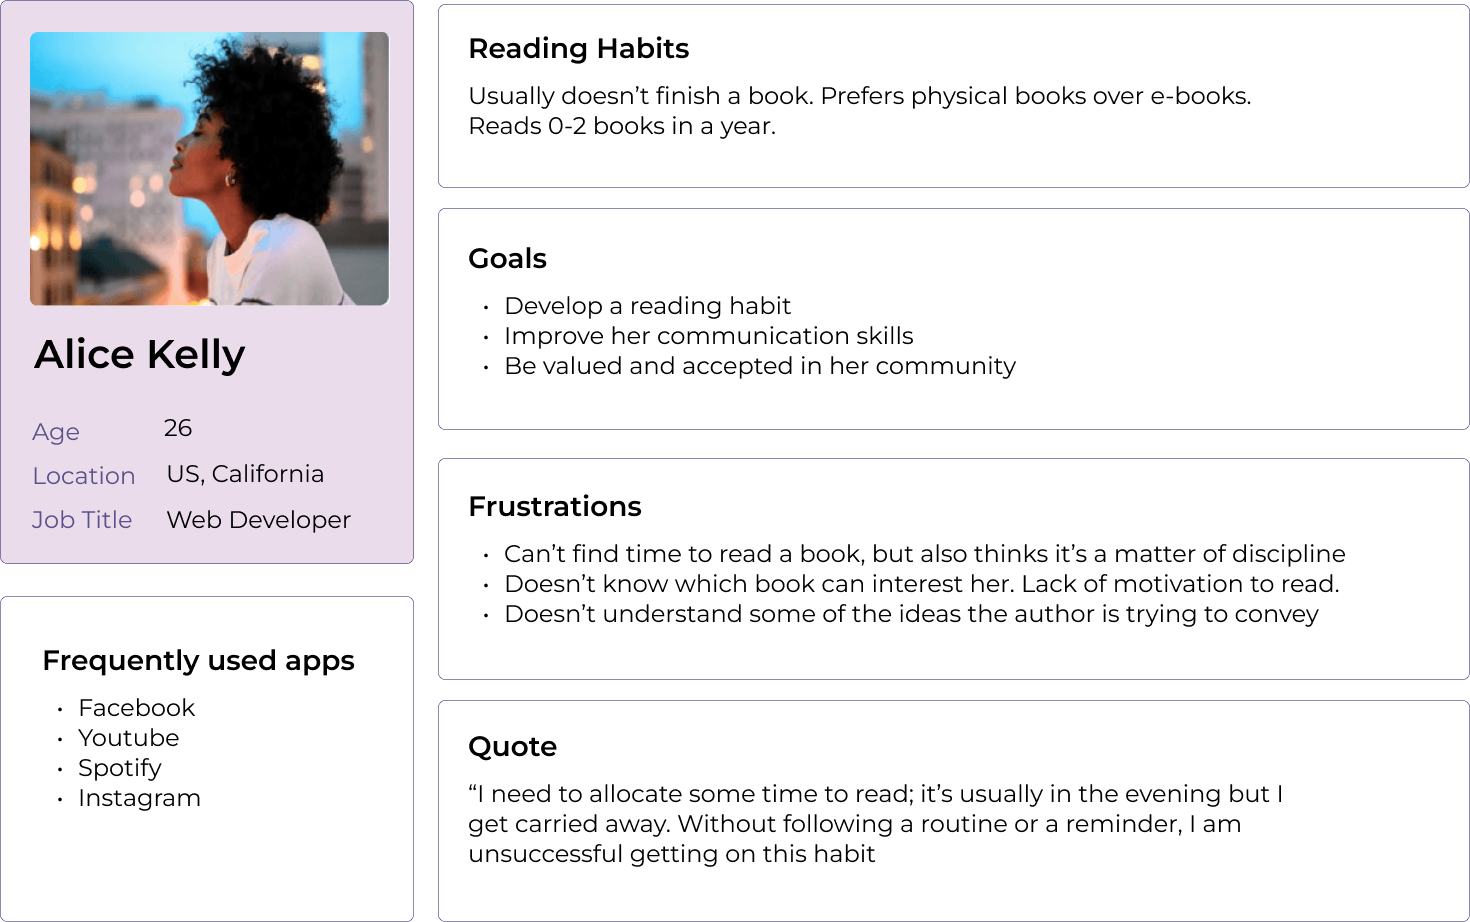 Alice Kelly
Age 26
Location US, California
Job Title Web Developer
Frequently used apps
• Facebook
• Youtube
• Spotify
• Instagram
Reading Habits
Usually doesn’t finish a book. Prefers physical books over e-books.
Reads 0-2 books in a year.
Goals
• Develop a reading habit
• Improve her communication skills
• Be valued and accepted in her community
Frustrations
• Can’t find time to read a book, but also thinks it’s a matter of discipline
• Doesn’t know which book can interest her. Lack of motivation to read.
• Doesn’t understand some of the ideas the author is trying to convey
Quote
“I need to allocate some time to read; it’s usually in the evening but I
get carried away. Without following a routine or a reminder, I am
unsuccessful getting on this habit